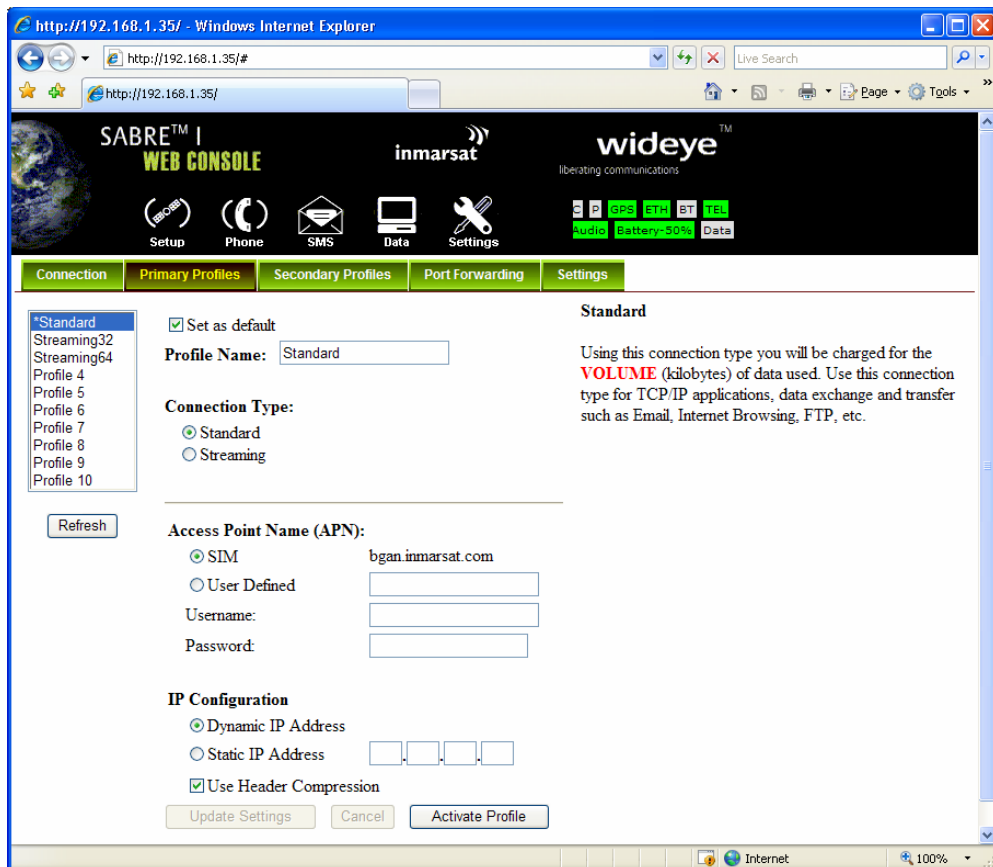 http://192.168.1.35/ - Windows Internet Explorer
http://192.168.1.35/#
Live Search
http://192.168.1.35/
Page
Tools
SABRE™ I
WEB CONSOLE
inmarsat
wideye™
liberating communications
Setup
Phone
SMS
Data
Settings
C P GPS ETH BT TEL
Audio Battery-50% Data
Connection
Primary Profiles
Secondary Profiles
Port Forwarding
Settings
*Standard
Streaming32
Streaming64
Profile 4
Profile 5
Profile 6
Profile 7
Profile 8
Profile 9
Profile 10
Refresh
Set as default
Profile Name: Standard
Connection Type:
Standard
Streaming
Access Point Name (APN):
SIM bgan.inmarsat.com
User Defined
Username:
Password:
IP Configuration
Dynamic IP Address
Static IP Address . . .
Use Header Compression
Update Settings
Cancel
Activate Profile
Standard
Using this connection type you will be charged for the
VOLUME (kilobytes) of data used. Use this connection
type for TCP/IP applications, data exchange and transfer
such as Email, Internet Browsing, FTP, etc.
Internet
100%